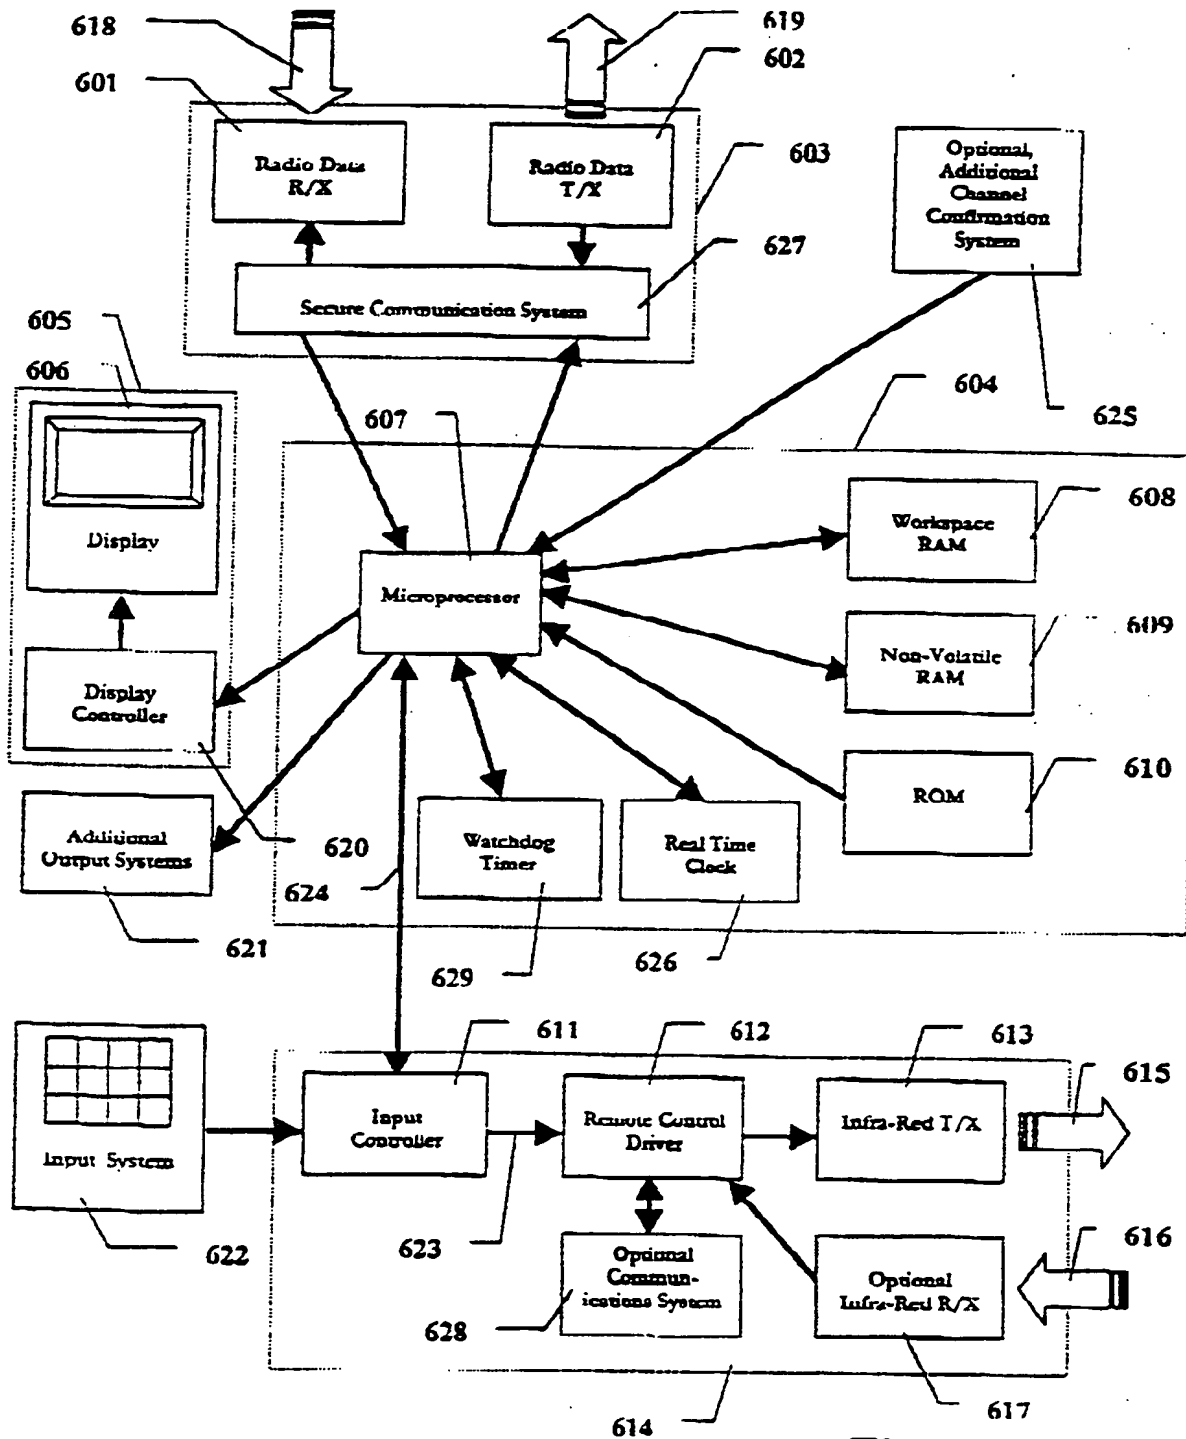 618
619
601
602
Radio Data
R/X
Radio Data
T/X
603
Optional,
Additional
Channel
Confirmation
System
627
Secure Communication System
605
606
604
607
625
Display
Workspace
RAM
608
Microprocessor
Non-Volatile
RAM
609
Display
Controller
ROM
610
Additional
Output Systems
620
624
Watchdog
Timer
Real Time
Clock
621
629
626
611
612
613
615
Input System
Input
Controller
Remote Control
Driver
Infra-Red T/X
622
623
616
Optional
Commun-
ications System
Optional
Infra-Red R/X
628
614
617